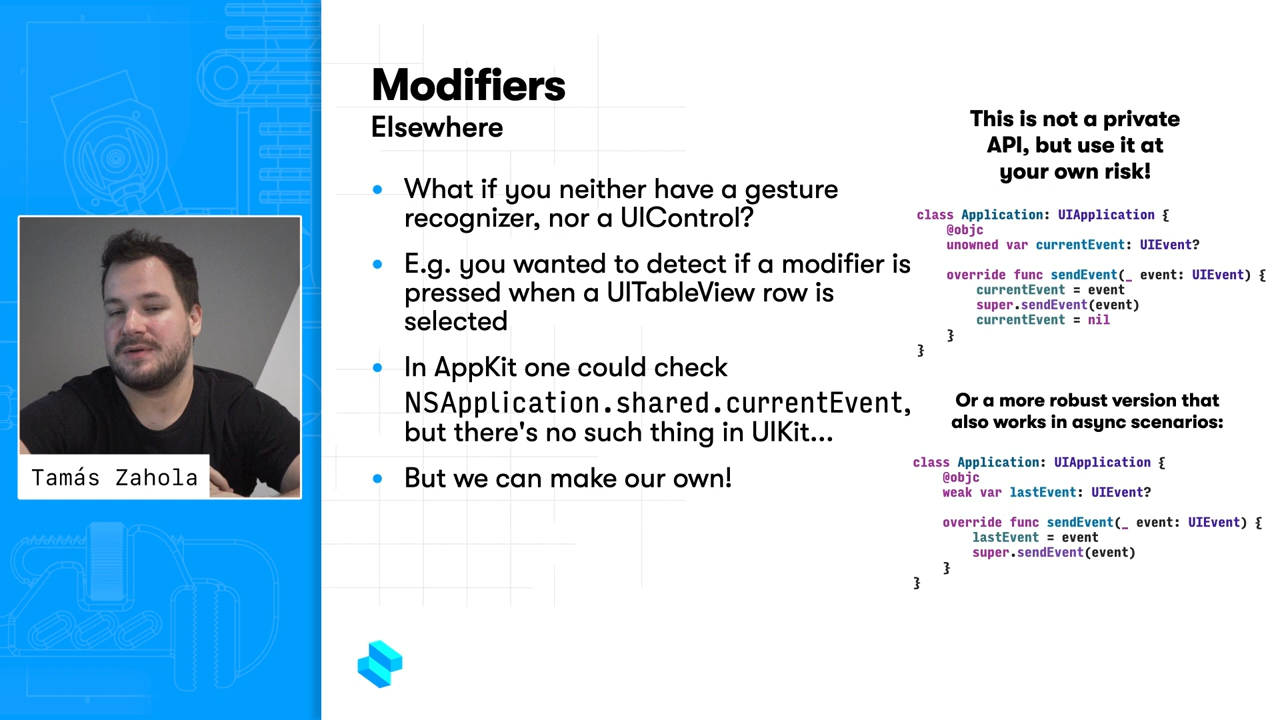 Modifiers
Elsewhere
• What if you neither have a gesture
recognizer, nor a UIControl?
• E.g. you wanted to detect if a modifier is
pressed when a UITableView row is
selected
• In AppKit one could check
NSApplication.shared.currentEvent,
but there's no such thing in UIKit...
• But we can make our own!
This is not a private
API, but use it at
your own risk!
class Application: UIApplication {
    @objc
    unowned var currentEvent: UIEvent?

    override func sendEvent(_ event: UIEvent) {
        currentEvent = event
        super.sendEvent(event)
        currentEvent = nil
    }
}
Or a more robust version that
also works in async scenarios:
class Application: UIApplication {
    @objc
    weak var lastEvent: UIEvent?

    override func sendEvent(_ event: UIEvent) {
        lastEvent = event
        super.sendEvent(event)
    }
}
Tamás Zahola